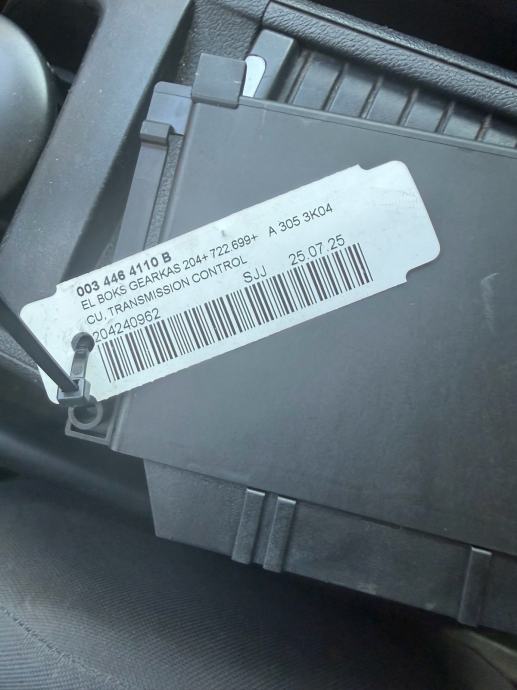 003 446 4110 B
EL BOKS GEARKAS 204+ 722.699+ A 305 3K04
CU, TRANSMISSION CONTROL
204240962 SJJ 25.07.25